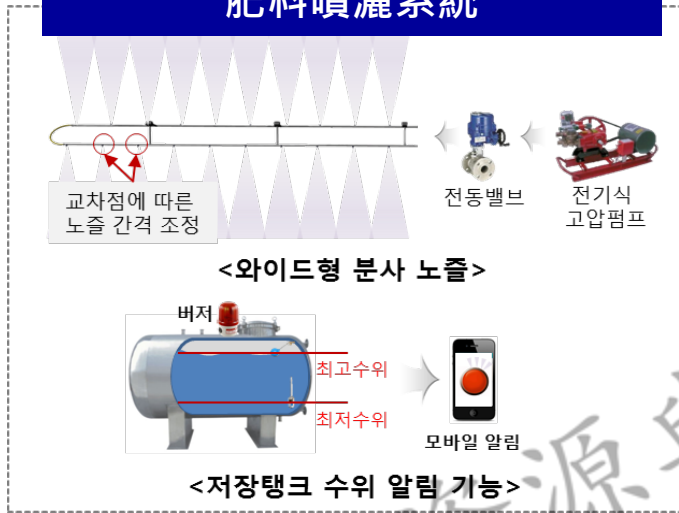 肥料噴灑系統
교차점에 따른
노즐 간격 조정
전동밸브
전기식
고압펌프
<와이드형 분사 노즐>
버저
최고수위
최저수위
모바일 알림
<저장탱크 수위 알림 기능>
資源